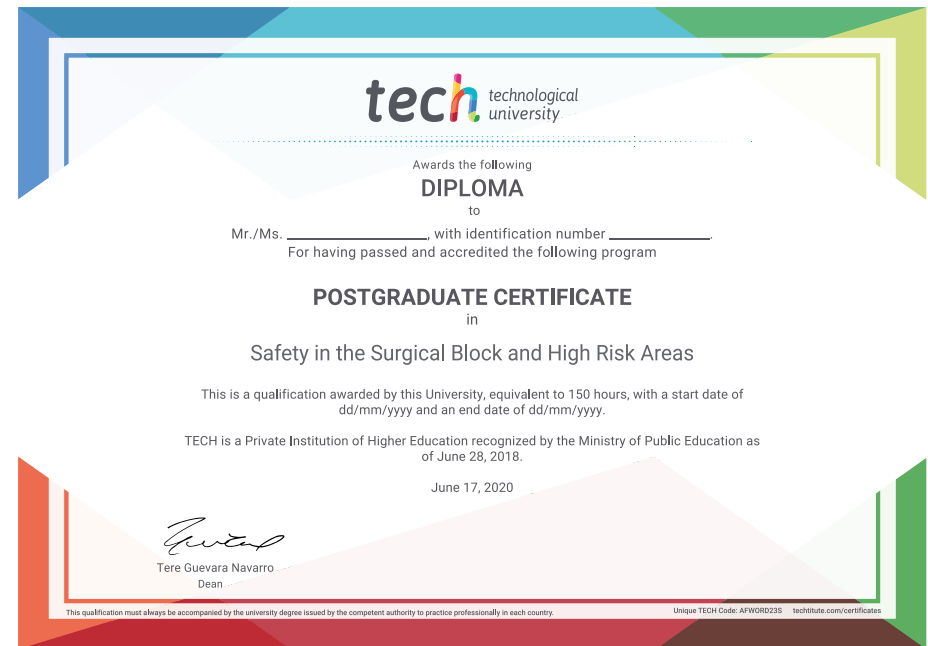 tech technological
university
Awards the following
DIPLOMA
to
Mr./Ms. ____________, with identification number ____________.
For having passed and accredited the following program
POSTGRADUATE CERTIFICATE
in
Safety in the Surgical Block and High Risk Areas
This is a qualification awarded by this University, equivalent to 150 hours, with a start date of
dd/mm/yyyy and an end date of dd/mm/yyyy.
TECH is a Private Institution of Higher Education recognized by the Ministry of Public Education as
of June 28, 2018.
June 17, 2020
Tere Guevara Navarro
Dean
This qualification must always be accompanied by the university degree issued by the competent authority to practice professionally in each country.
Unique TECH Code: AFWORD23S techtitute.com/certificates